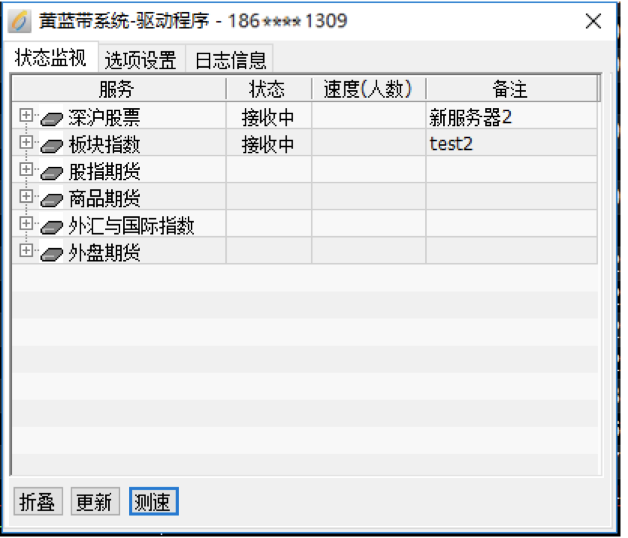 黄蓝带系统-驱动程序 - 186****1309
状态监视 选项设置 日志信息
服务 状态 速度(人数) 备注
深沪股票 接收中 新服务器2
板块指数 接收中 test2
股指期货
商品期货
外汇与国际指数
外盘期货
折叠 更新 测速